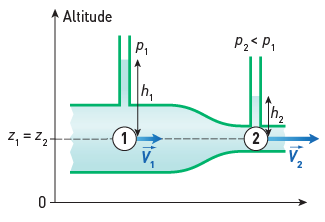 Altitude
p₁
p₂ < p₁
h₁
h₂
z₁ = z₂
1
2
V₁
V₂
0